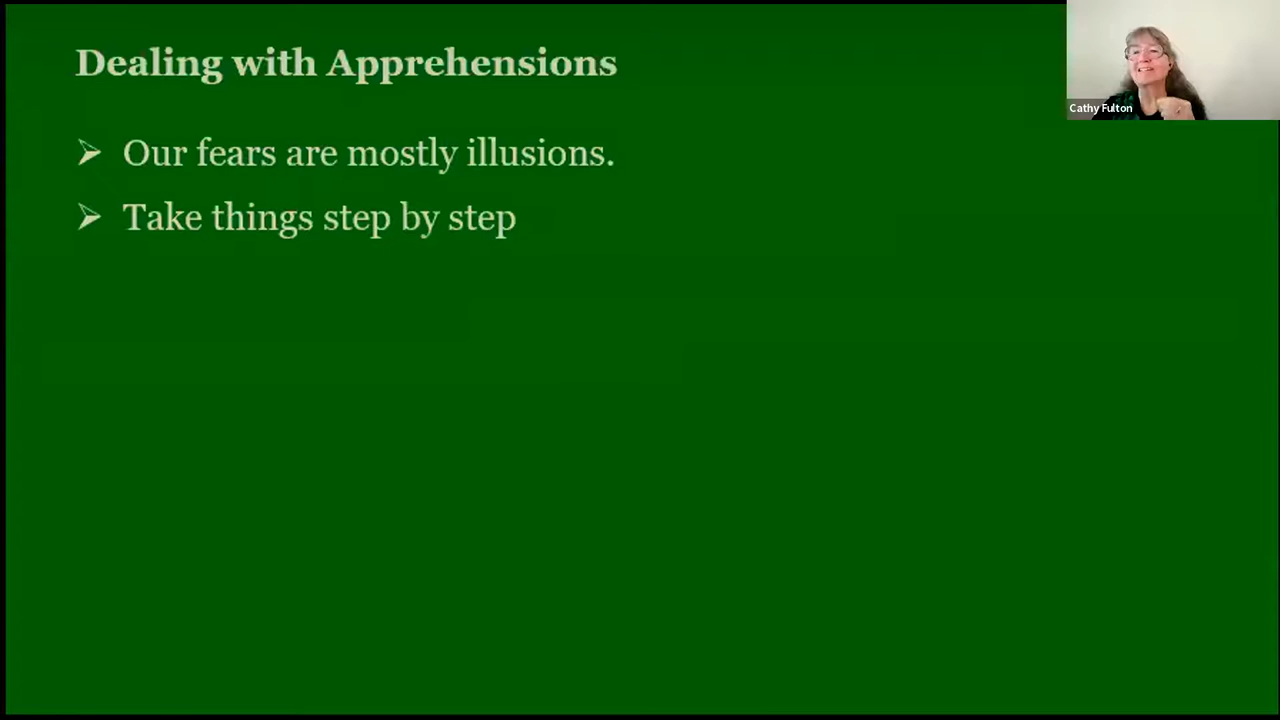 Dealing with Apprehensions
Cathy Fulton
➢ Our fears are mostly illusions.
➢ Take things step by step